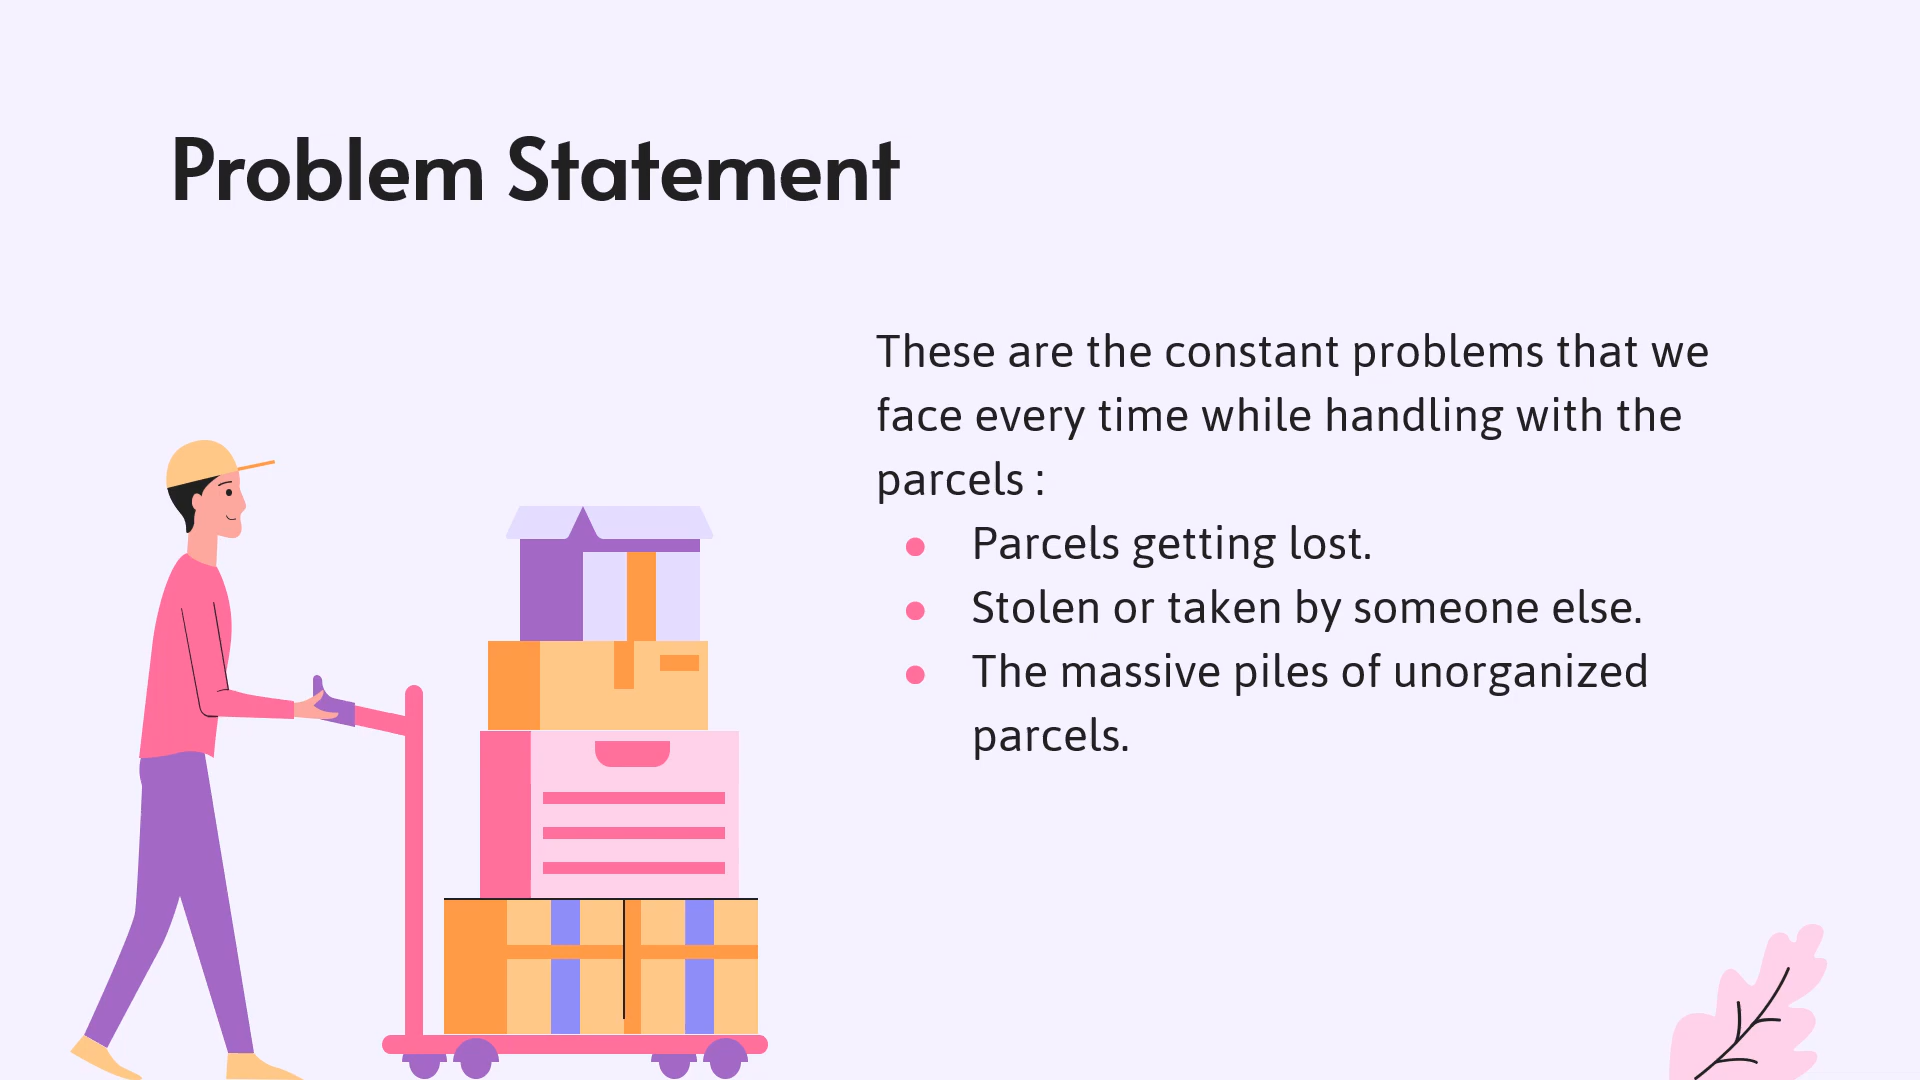 Problem Statement
These are the constant problems that we
face every time while handling with the
parcels :
● Parcels getting lost.
● Stolen or taken by someone else.
● The massive piles of unorganized
parcels.